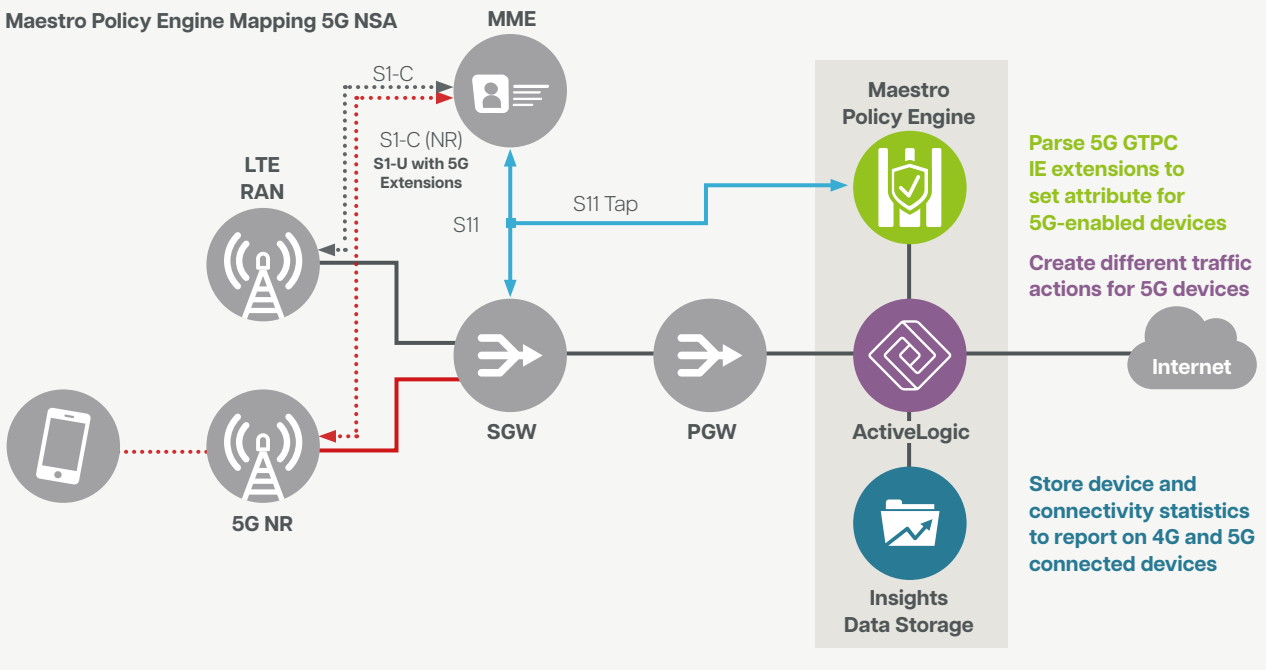 Maestro Policy Engine Mapping 5G NSA
MME
S1-C
S1-C (NR)
S1-U with 5G
Extensions
LTE
RAN
S11
S11 Tap
Maestro
Policy Engine
Parse 5G GTPC
IE extensions to
set attribute for
5G-enabled devices
Create different traffic
actions for 5G devices
Internet
SGW
PGW
ActiveLogic
5G NR
Store device and
connectivity statistics
to report on 4G and 5G
connected devices
Insights
Data Storage